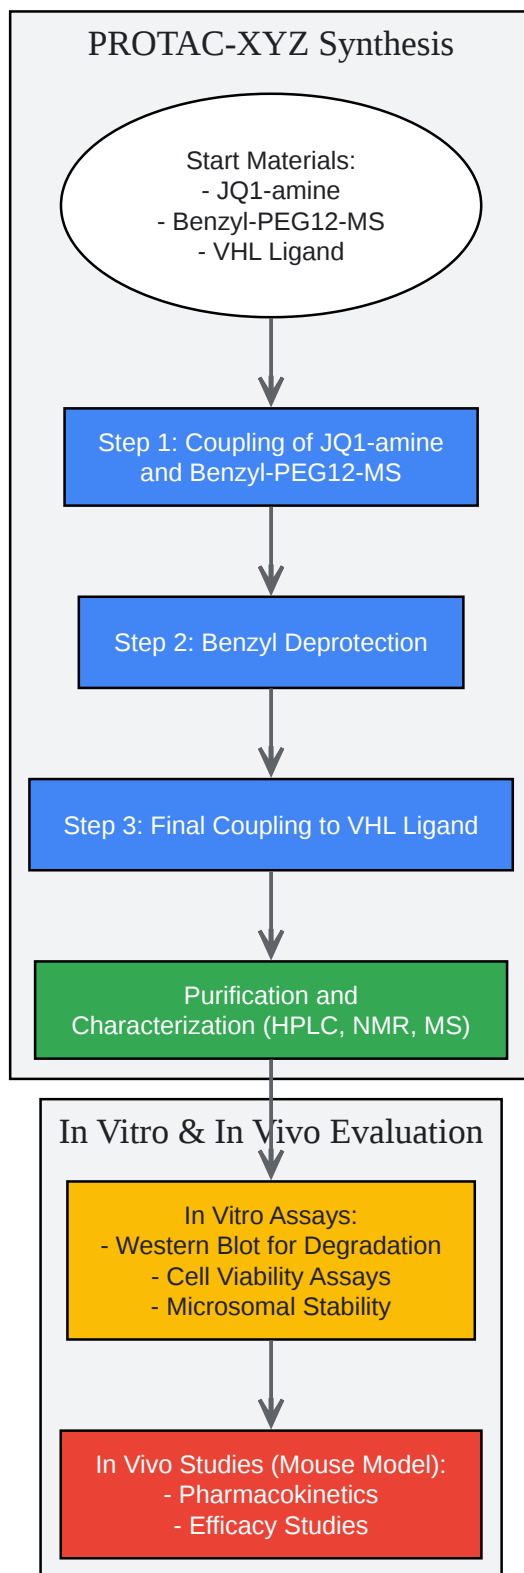 PROTAC-XYZ Synthesis
Start Materials:
- JQ1-amine
- Benzyl-PEG12-MS
- VHL Ligand
Step 1: Coupling of JQ1-amine
and Benzyl-PEG12-MS
Step 2: Benzyl Deprotection
Step 3: Final Coupling to VHL Ligand
Purification and
Characterization (HPLC, NMR, MS)
In Vitro & In Vivo Evaluation
In Vitro Assays:
- Western Blot for Degradation
- Cell Viability Assays
- Microsomal Stability
In Vivo Studies (Mouse Model):
- Pharmacokinetics
- Efficacy Studies